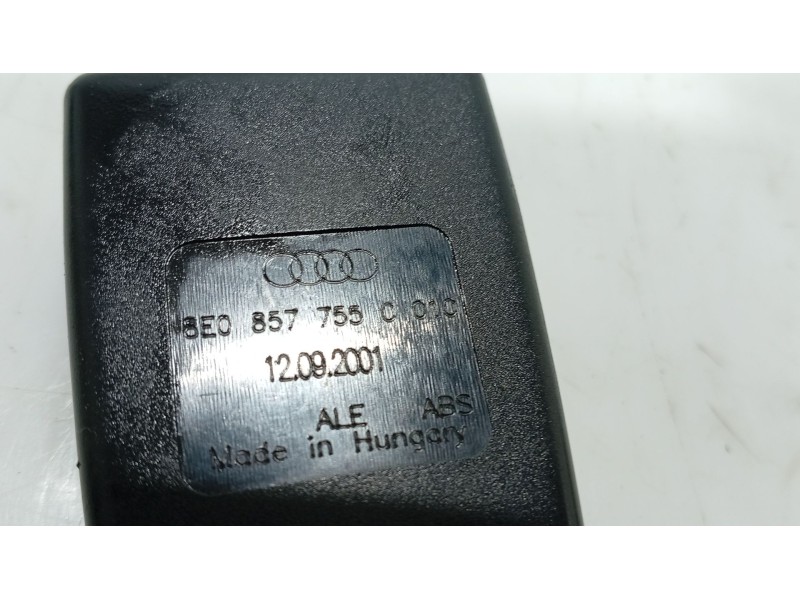 8E0 857 755 C 01C
12.09.2001
ALE ABS
Made in Hungary